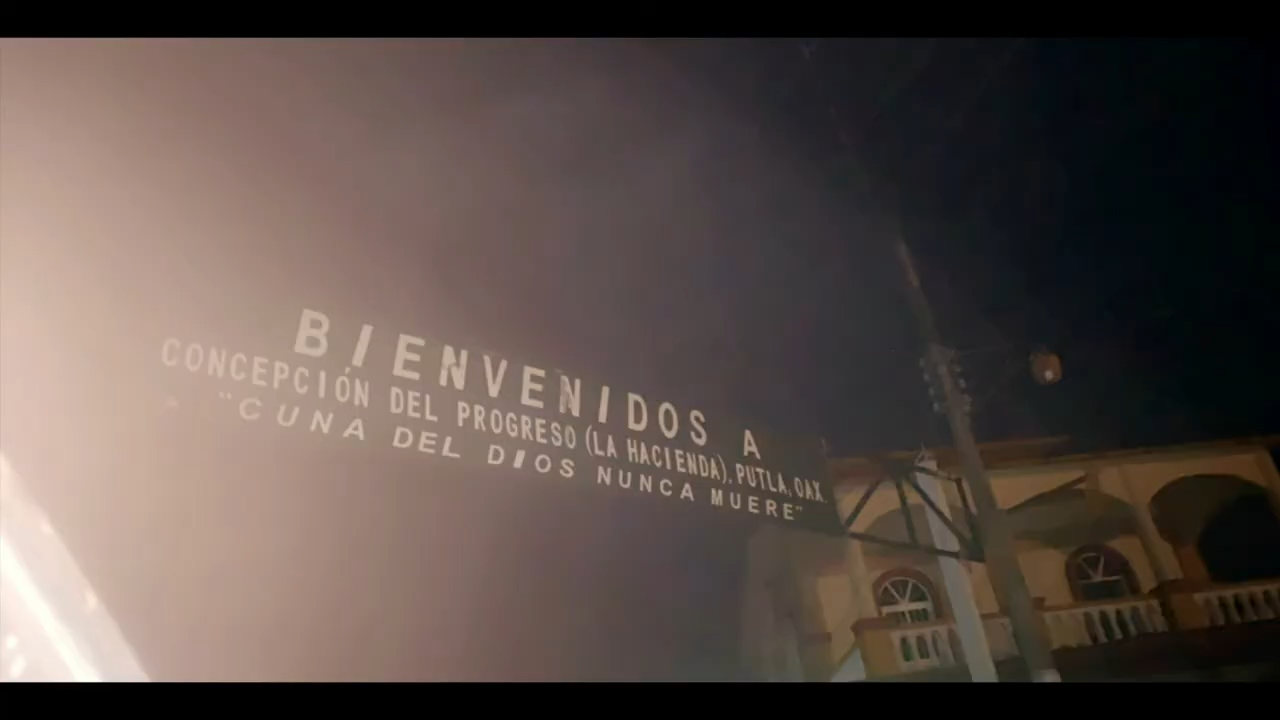 BIENVENIDOS A
CONCEPCIÓN DEL PROGRESO (LA HACIENDA), PUTLA, OAX.
"CUNA DEL DIOS NUNCA MUERE"